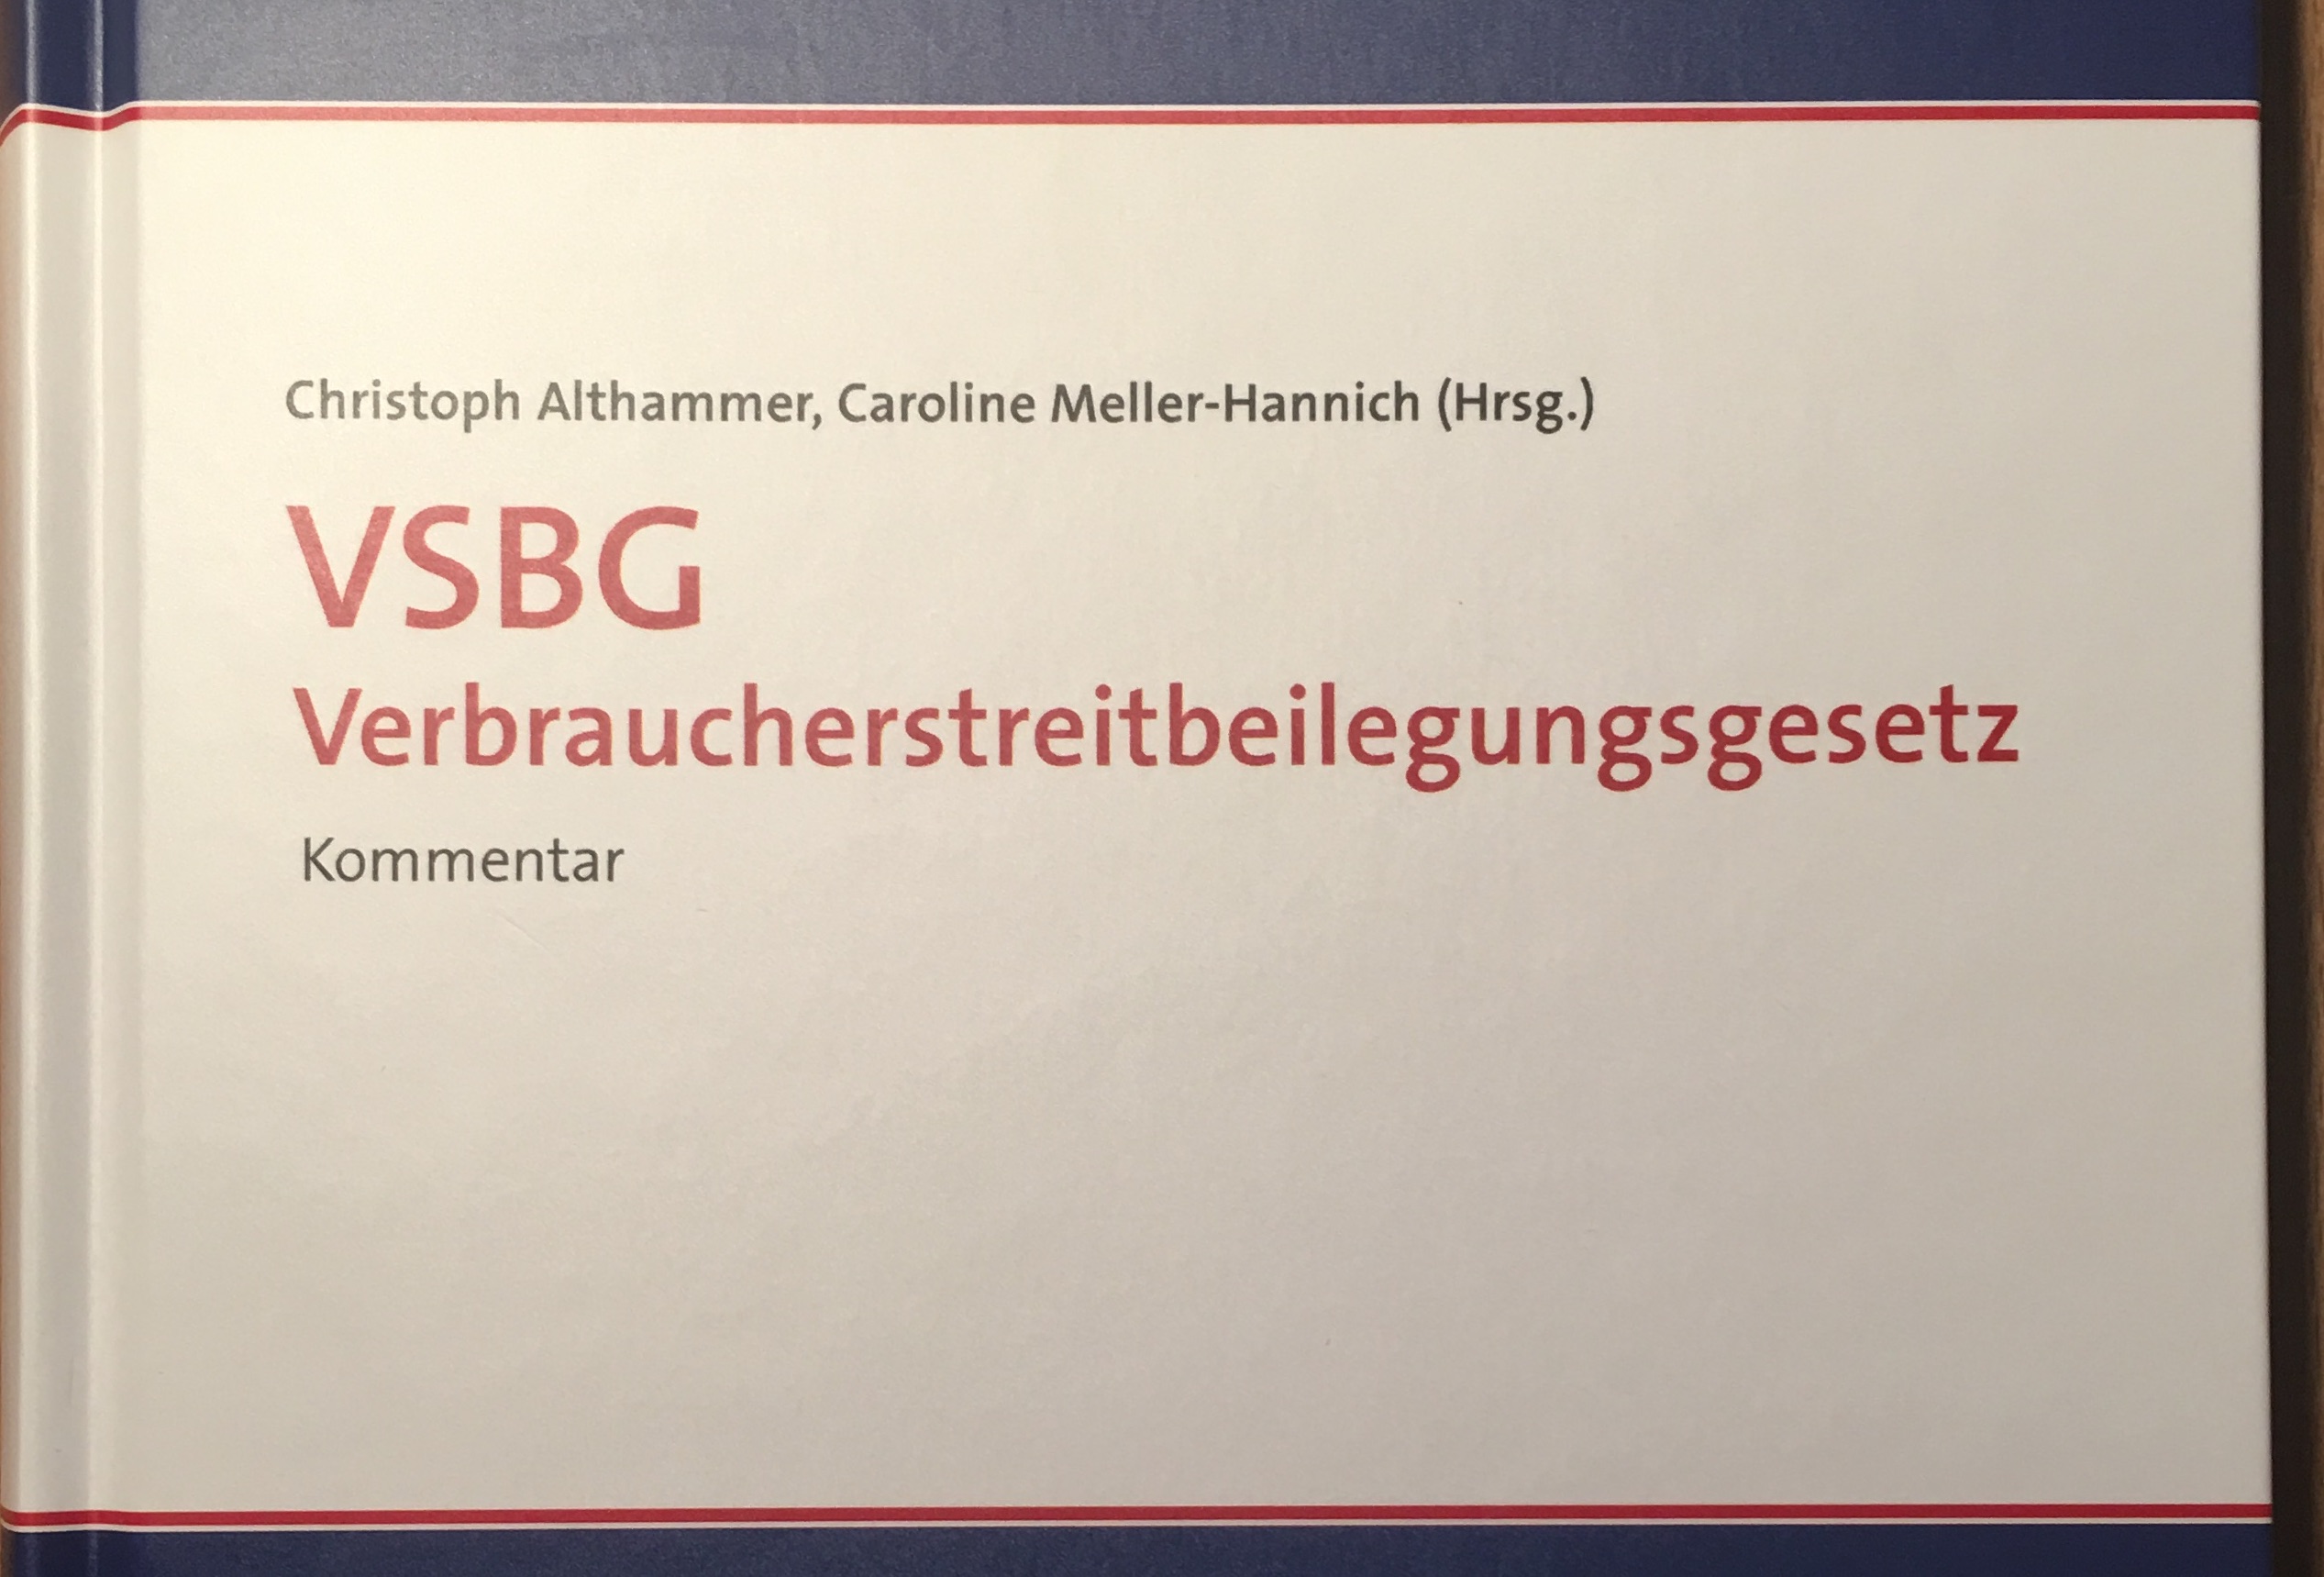 Christoph Althammer, Caroline Meller-Hannich (Hrsg.)
VSBG
Verbraucherstreitbeilegungsgesetz
Kommentar